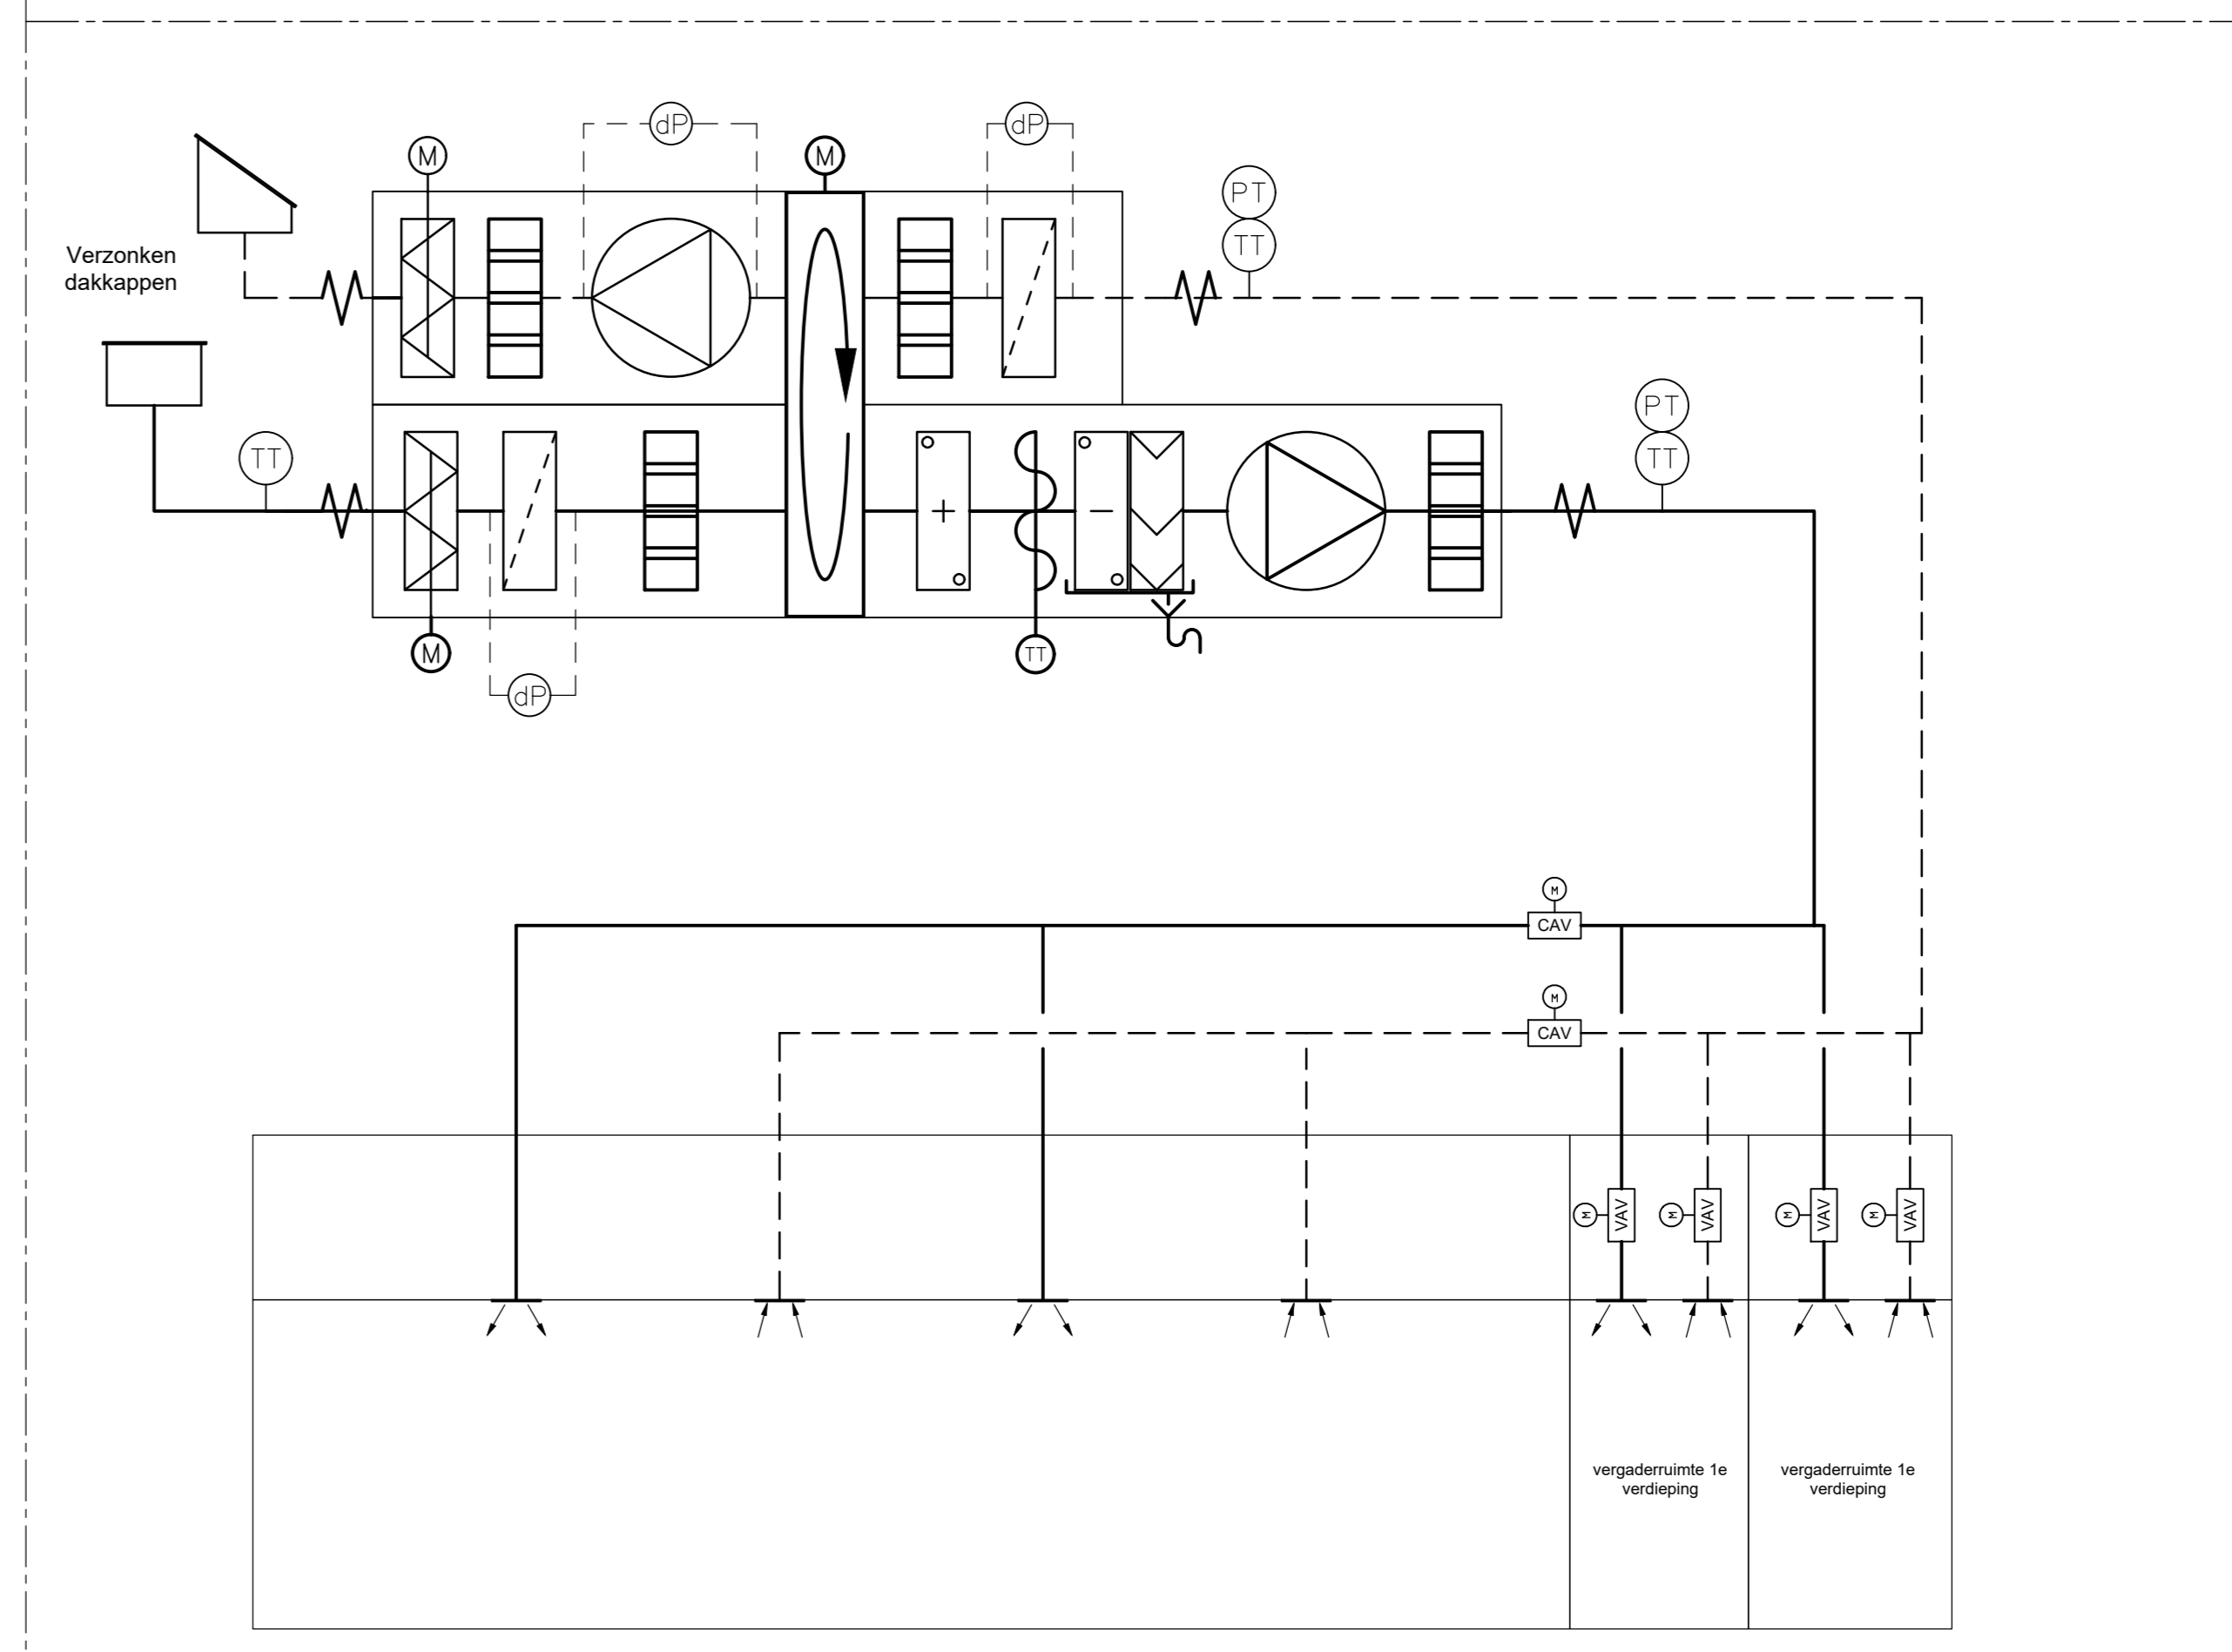 dP
dP
M
M
PT
TT
Verzonken
dakkappen
PT
TT
TT
+
−
M
TT
dP
M
CAV
M
CAV
M
VAV
M
VAV
M
VAV
M
VAV
vergaderruimte 1e
verdieping
vergaderruimte 1e
verdieping